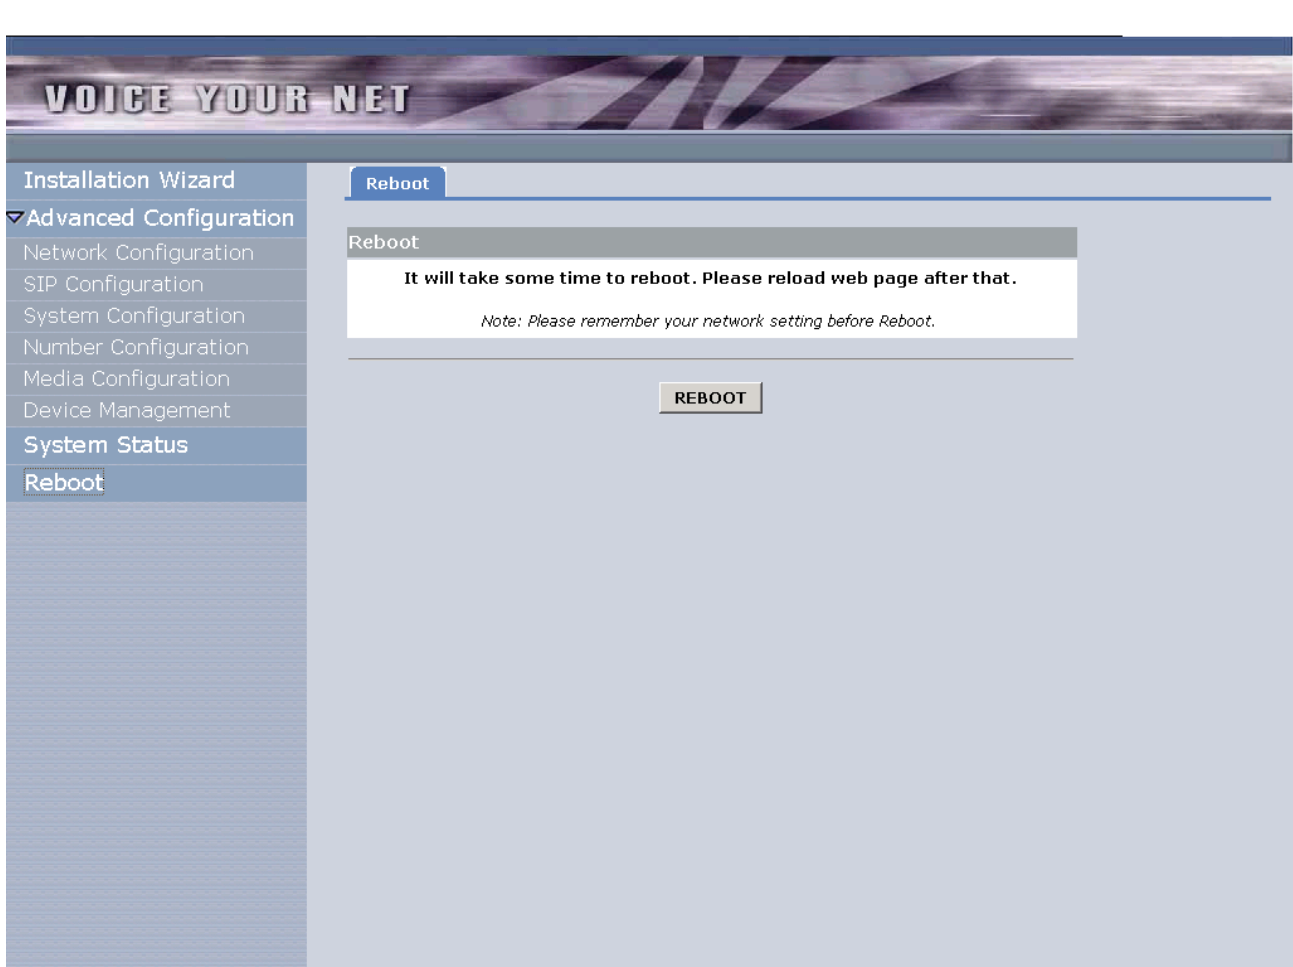 VOICE YOUR NET
Installation Wizard
Advanced Configuration
Network Configuration
SIP Configuration
System Configuration
Number Configuration
Media Configuration
Device Management
System Status
Reboot
Reboot
Reboot
It will take some time to reboot. Please reload web page after that.
Note: Please remember your network setting before Reboot.
REBOOT